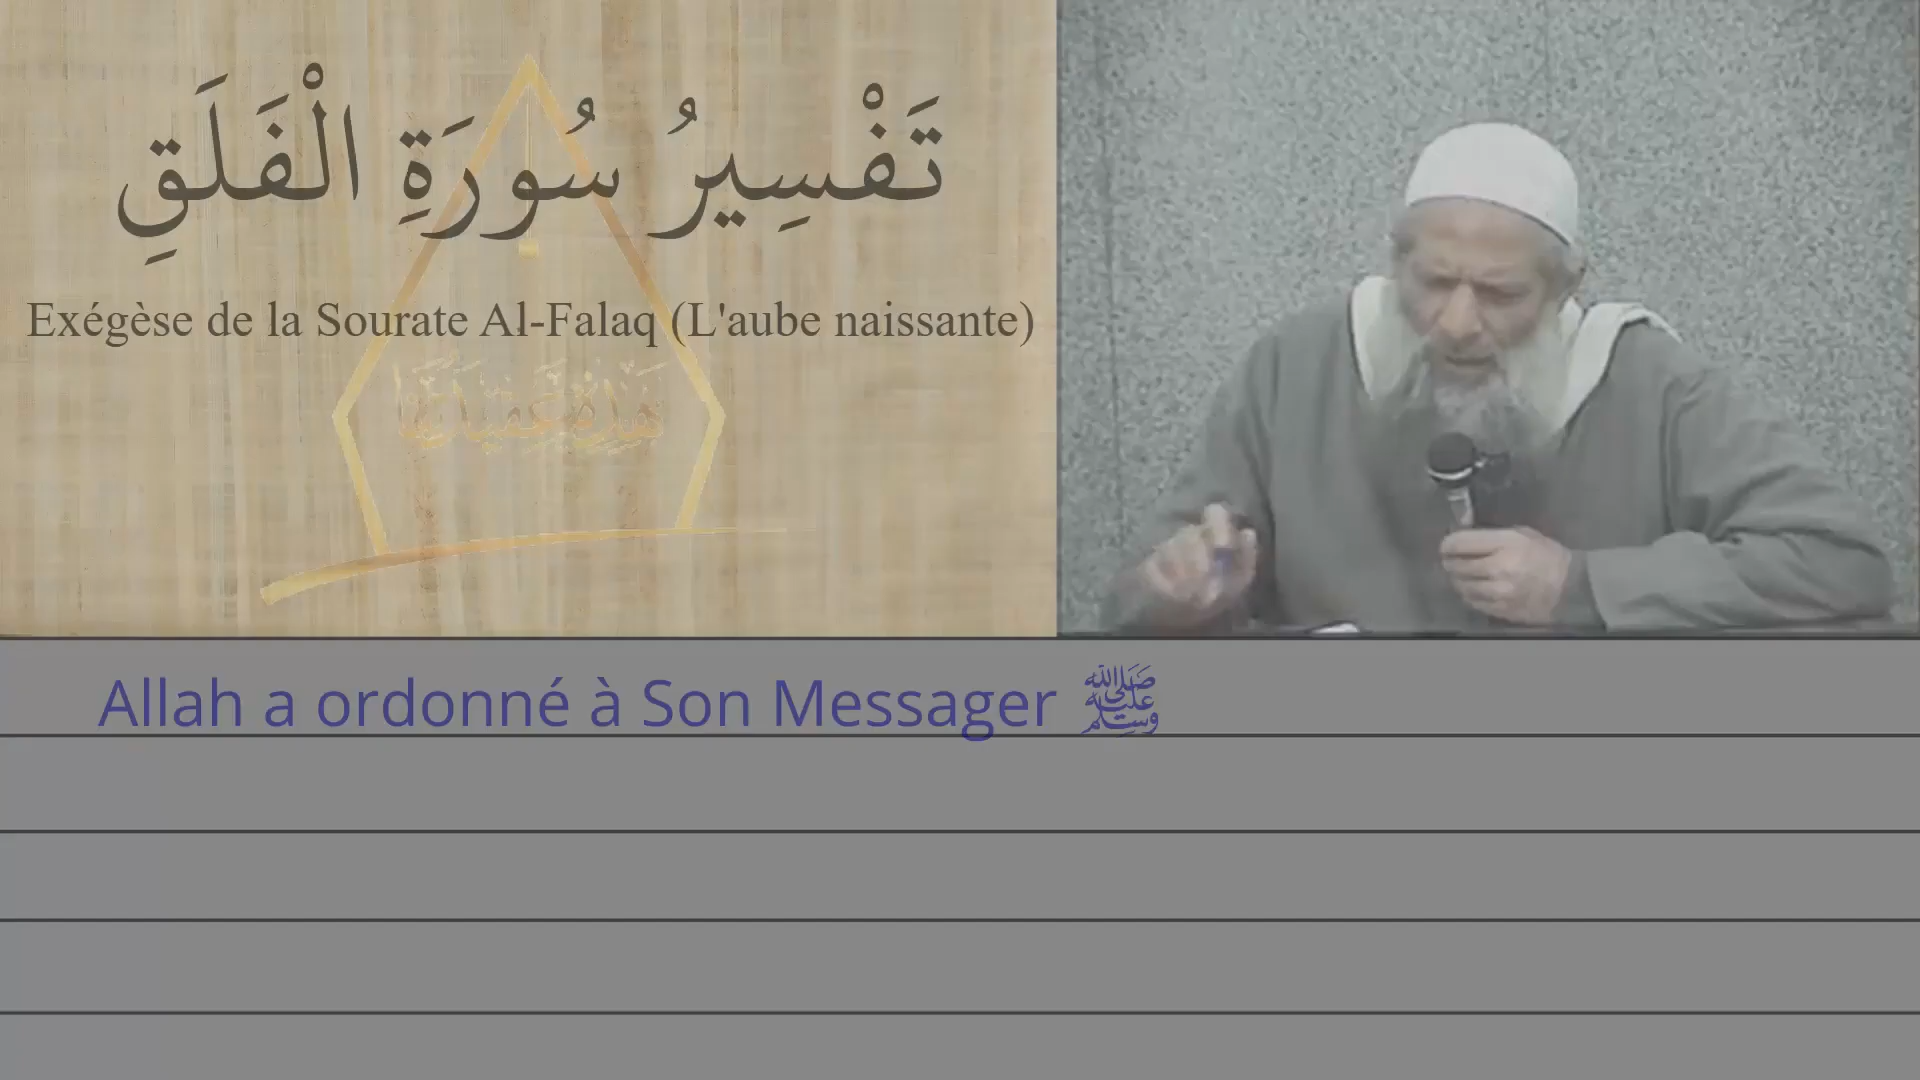 تَفْسِيرُ سُورَةِ الْفَلَقِ
Exégèse de la Sourate Al-Falaq (L'aube naissante)
هَذِهِ عَقِيدَتُنَا
Allah a ordonné à Son Messager ﷺ